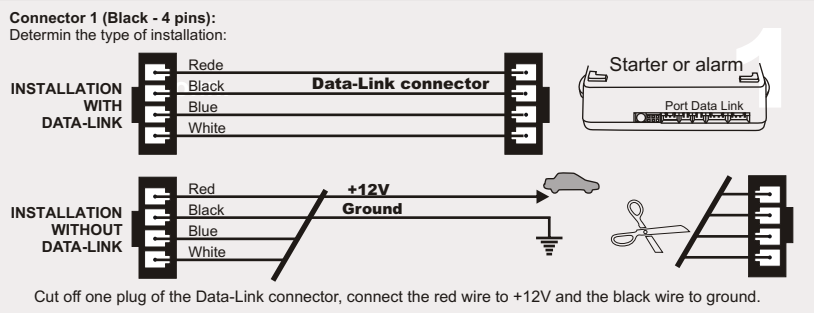 Connector 1 (Black - 4 pins):
Determin the type of installation:
1
INSTALLATION
WITH
DATA-LINK
Rede
Black
Blue
White
Data-Link connector
Starter or alarm
Port Data Link
INSTALLATION
WITHOUT
DATA-LINK
Red
Black
Blue
White
+12V
Ground
Cut off one plug of the Data-Link connector, connect the red wire to +12V and the black wire to ground.